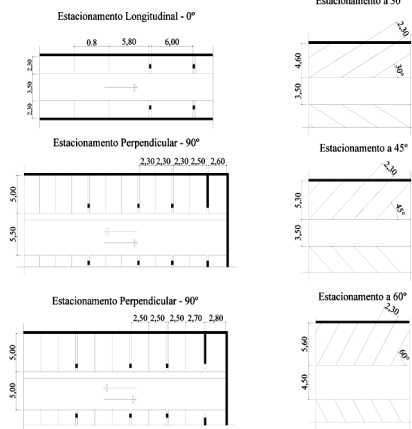 Estacionamento Longitudinal - 0º
0.8 5,80 6,00
2,30
3,50
2,30
Estacionamento Perpendicular - 90º
2,30 2,30 2,30 2,50 2,60
5,00
5,50
Estacionamento Perpendicular - 90º
2,50 2,50 2,50 2,70 2,80
5,00
5,00
Estacionamento a 30
2,30
4,60
30º
3,50
Estacionamento a 45º
2,30
5,30
45º
3,50
Estacionamento a 60º
2,30
5,60
60º
4,50